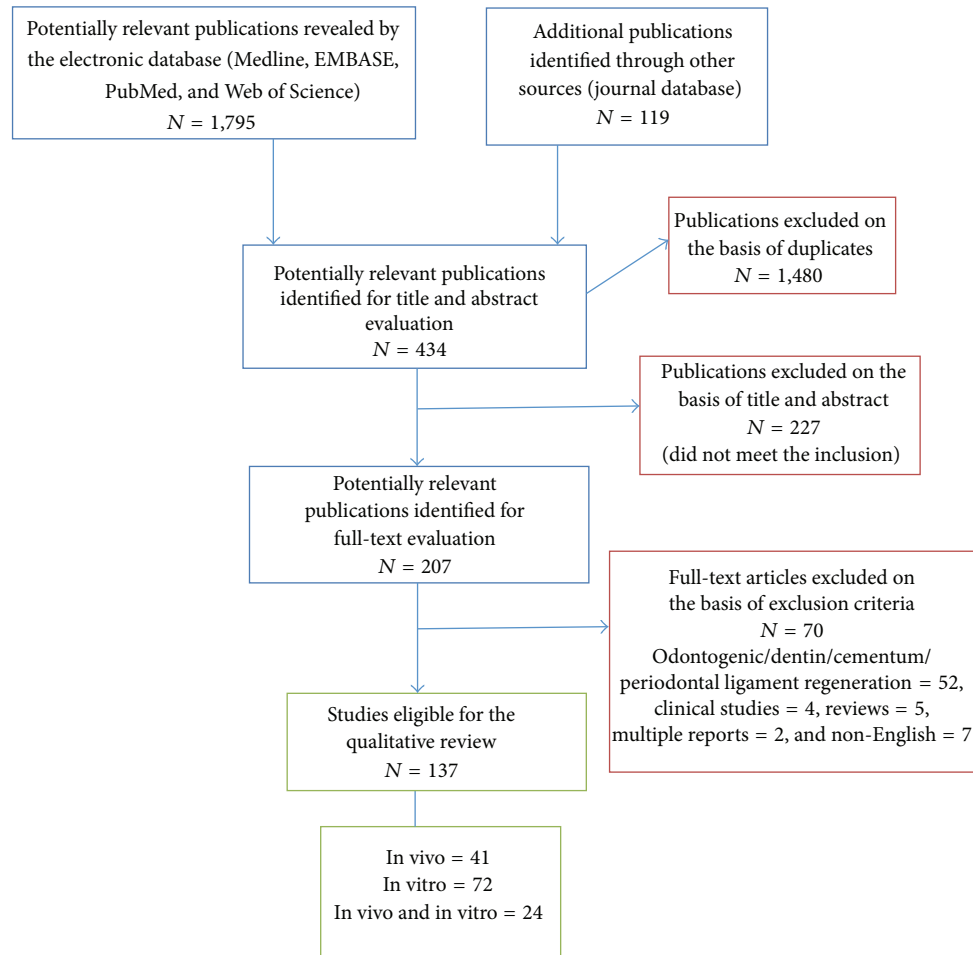 Potentially relevant publications revealed by
the electronic database (Medline, EMBASE,
PubMed, and Web of Science)
N = 1,795
Additional publications
identified through other
sources (journal database)
N = 119
Publications excluded on
the basis of duplicates
N = 1,480
Potentially relevant publications
identified for title and abstract
evaluation
N = 434
Publications excluded on the
basis of title and abstract
N = 227
(did not meet the inclusion)
Potentially relevant
publications identified for
full-text evaluation
N = 207
Full-text articles excluded on
the basis of exclusion criteria
N = 70
Odontogenic/dentin/cementum/
periodontal ligament regeneration = 52,
clinical studies = 4, reviews = 5,
multiple reports = 2, and non-English = 7
Studies eligible for the
qualitative review
N = 137
In vivo = 41
In vitro = 72
In vivo and in vitro = 24